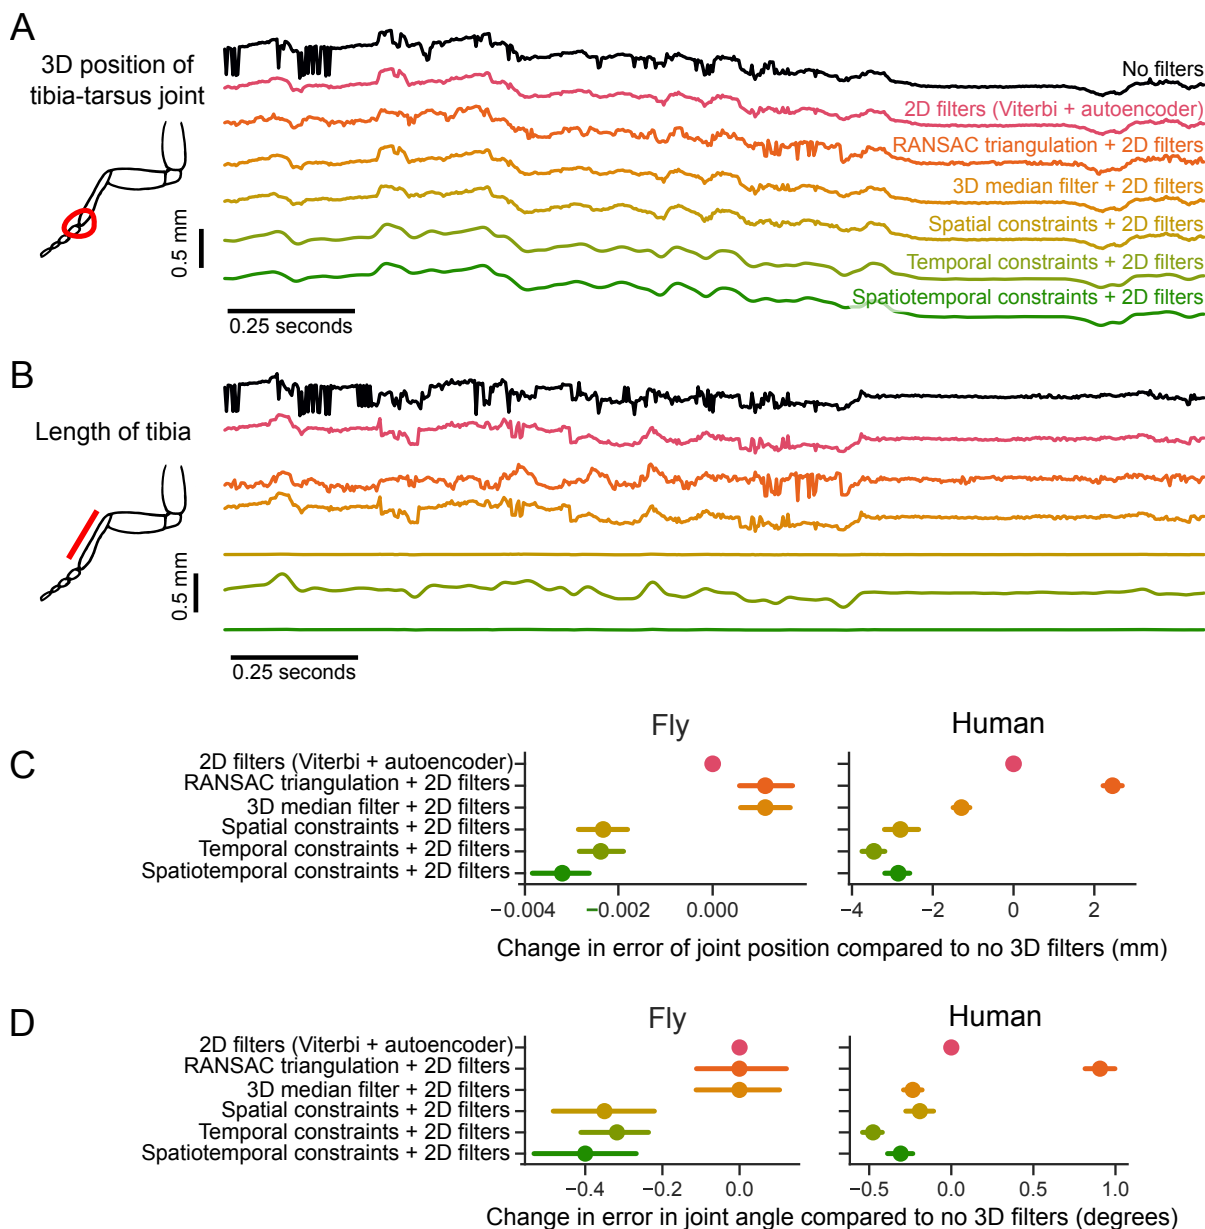 A
3D position of
tibia-tarsus joint
No filters
2D filters (Viterbi + autoencoder)
RANSAC triangulation + 2D filters
3D median filter + 2D filters
Spatial constraints + 2D filters
Temporal constraints + 2D filters
Spatiotemporal constraints + 2D filters
0.5 mm
0.25 seconds
B
Length of tibia
0.5 mm
0.25 seconds
C
Fly
Human
2D filters (Viterbi + autoencoder)
RANSAC triangulation + 2D filters
3D median filter + 2D filters
Spatial constraints + 2D filters
Temporal constraints + 2D filters
Spatiotemporal constraints + 2D filters
−0.004 −0.002 0.000
−4 −2 0 2
Change in error of joint position compared to no 3D filters (mm)
D
Fly
Human
2D filters (Viterbi + autoencoder)
RANSAC triangulation + 2D filters
3D median filter + 2D filters
Spatial constraints + 2D filters
Temporal constraints + 2D filters
Spatiotemporal constraints + 2D filters
−0.4 −0.2 0.0
−0.5 0.0 0.5 1.0
Change in error in joint angle compared to no 3D filters (degrees)